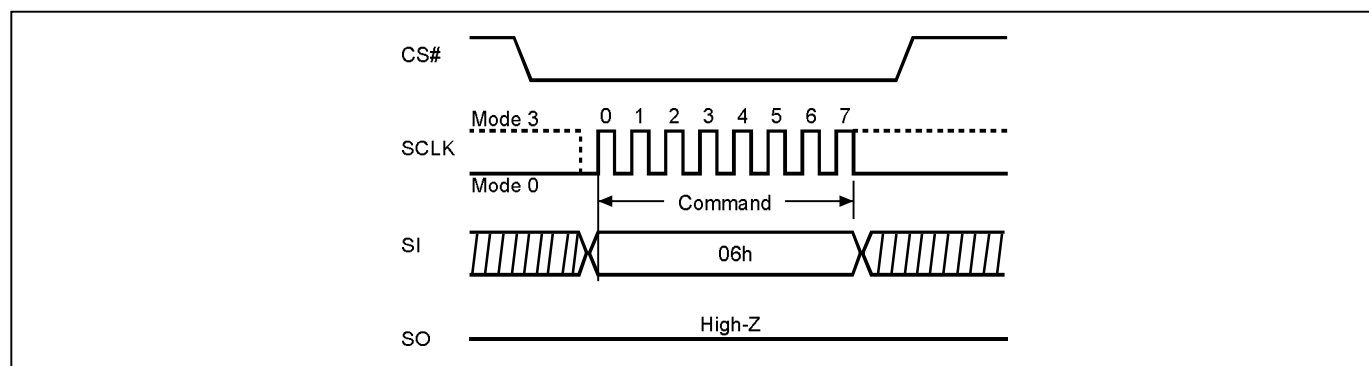 CS#
Mode 3
0 1 2 3 4 5 6 7
SCLK
Mode 0
Command
SI
06h
High-Z
SO